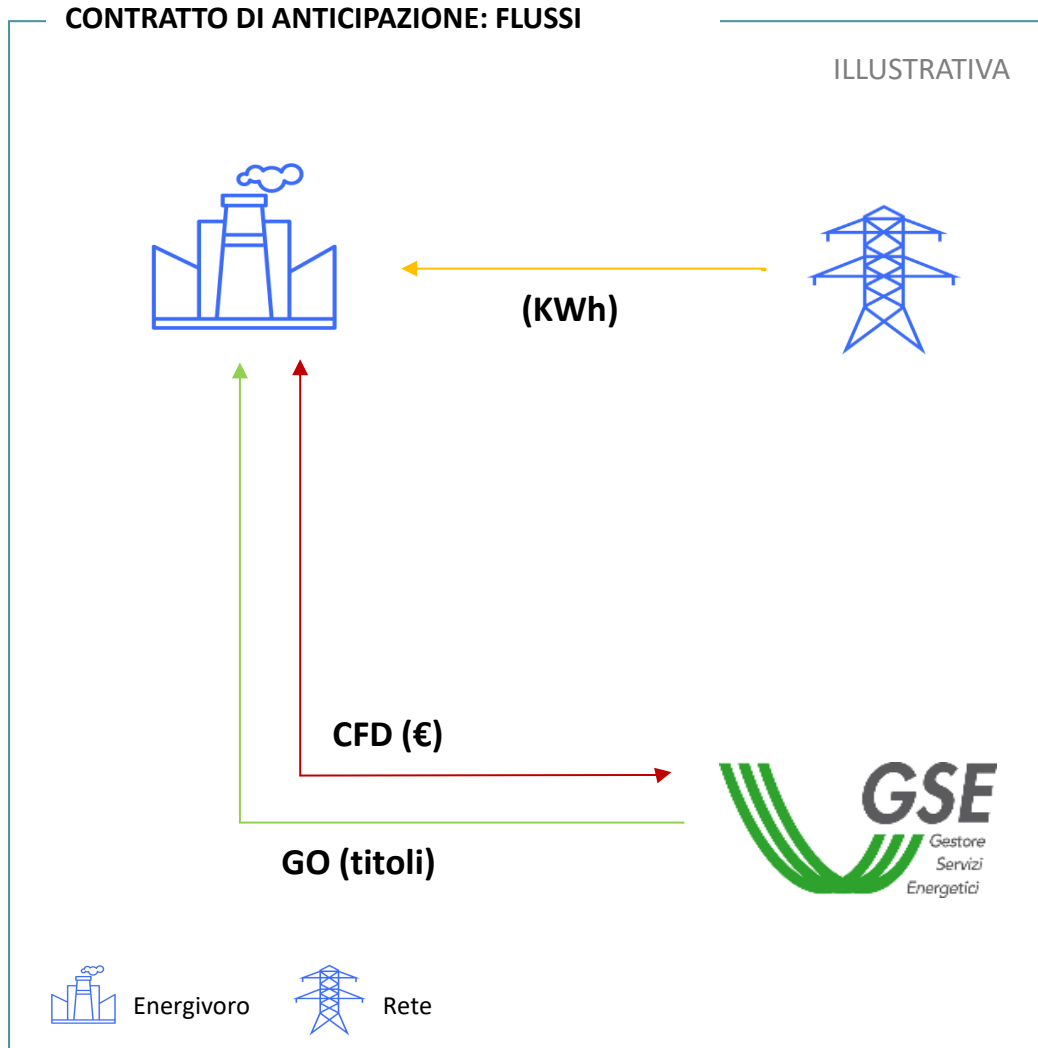 CONTRATTO DI ANTICIPAZIONE: FLUSSI
ILLUSTRATIVA
(KWh)
CFD (€)
GSE
Gestore
Servizi
Energetici
GO (titoli)
Energivoro
Rete